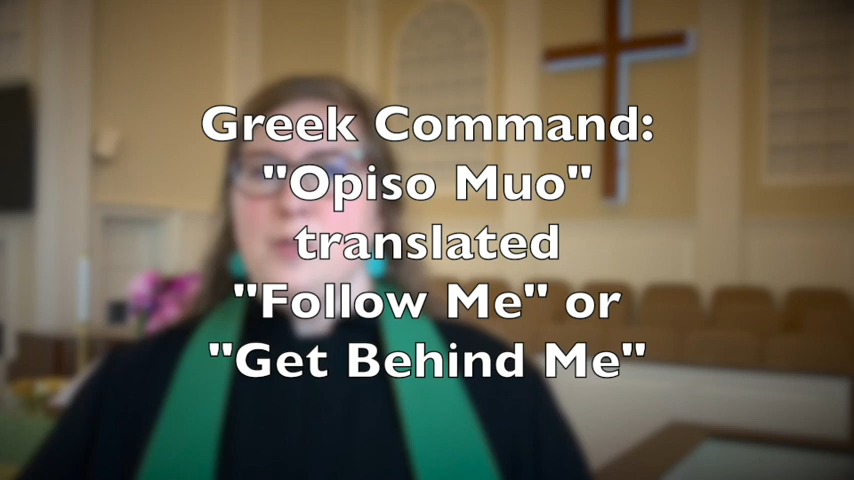 Greek Command:
"Opiso Muo"
translated
"Follow Me" or
"Get Behind Me"